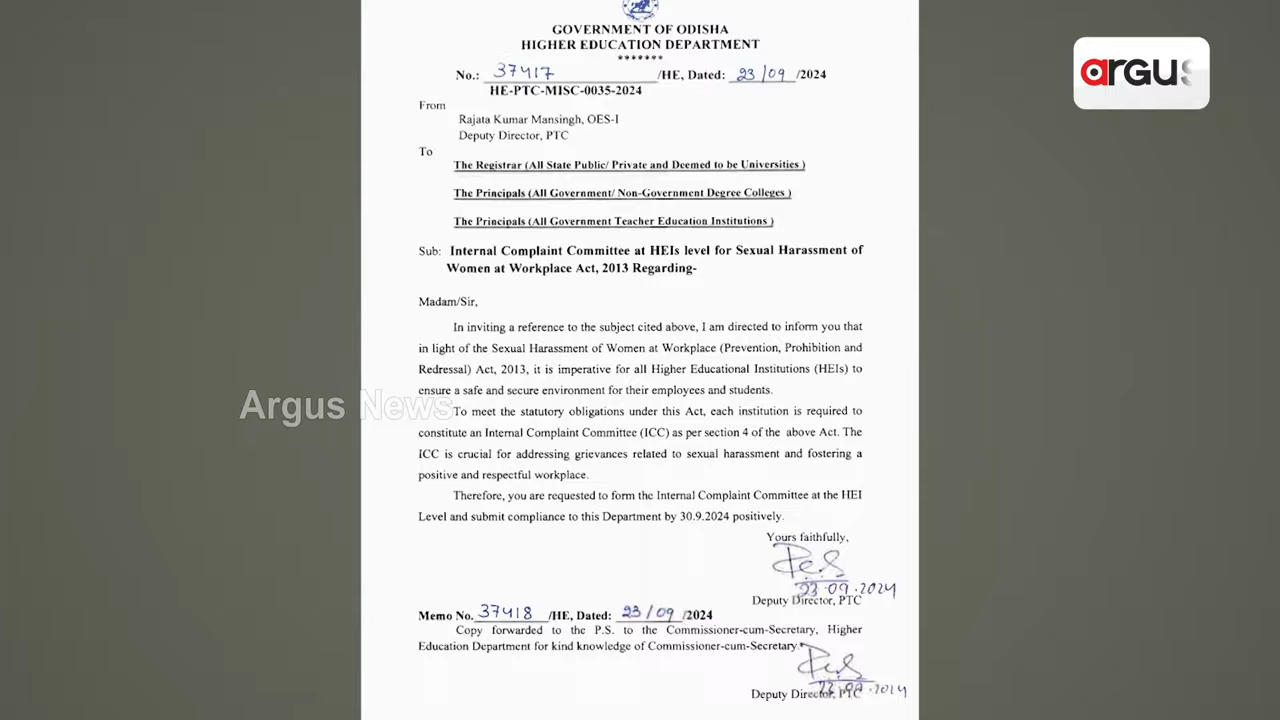 GOVERNMENT OF ODISHA
HIGHER EDUCATION DEPARTMENT
*******
No.: 37417 /HE, Dated: 23/09 /2024
HE-PTC-MISC-0035-2024
From
Rajata Kumar Mansingh, OES-I
Deputy Director, PTC
To
The Registrar (All State Public/ Private and Deemed to be Universities )
The Principals (All Government/ Non-Government Degree Colleges )
The Principals (All Government Teacher Education Institutions )
Sub: Internal Complaint Committee at HEIs level for Sexual Harassment of
Women at Workplace Act, 2013 Regarding-
Madam/Sir,
In inviting a reference to the subject cited above, I am directed to inform you that
in light of the Sexual Harassment of Women at Workplace (Prevention, Prohibition and
Redressal) Act, 2013, it is imperative for all Higher Educational Institutions (HEIs) to
ensure a safe and secure environment for their employees and students.
To meet the statutory obligations under this Act, each institution is required to
constitute an Internal Complaint Committee (ICC) as per section 4 of the above Act. The
ICC is crucial for addressing grievances related to sexual harassment and fostering a
positive and respectful workplace.
Therefore, you are requested to form the Internal Complaint Committee at the HEI
Level and submit compliance to this Department by 30.9.2024 positively.
Yours faithfully,
23.09.2024
Deputy Director, PTC
Memo No. 37418 /HE, Dated: 23/09 /2024
Copy forwarded to the P.S. to the Commissioner-cum-Secretary, Higher
Education Department for kind knowledge of Commissioner-cum-Secretary.
23.09.2024
Deputy Director, PTC
argus
Argus News